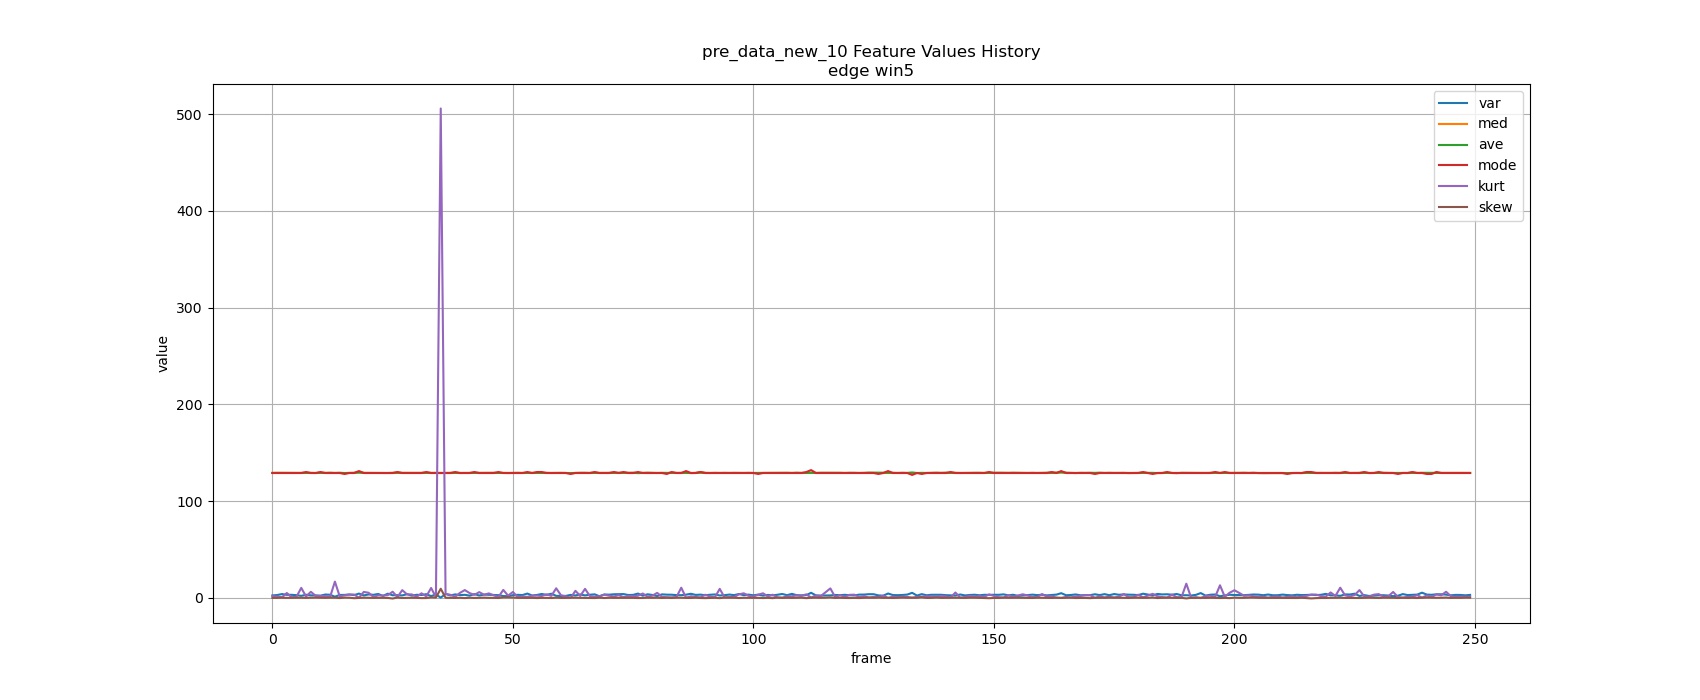 pre_data_new_10 Feature Values History
edge win5
500
400
300
200
100
0
value
var
med
ave
mode
kurt
skew
0
50
100
150
200
250
frame